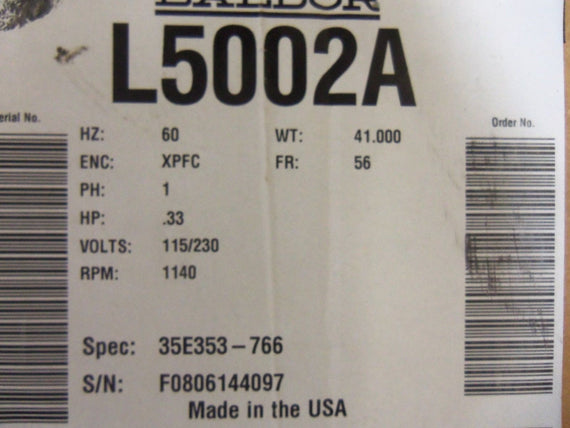 L5002A
erial No.
Order No.
HZ: 60 WT: 41.000
ENC: XPFC FR: 56
PH: 1
HP: .33
VOLTS: 115/230
RPM: 1140
Spec: 35E353-766
S/N: F0806144097
Made in the USA